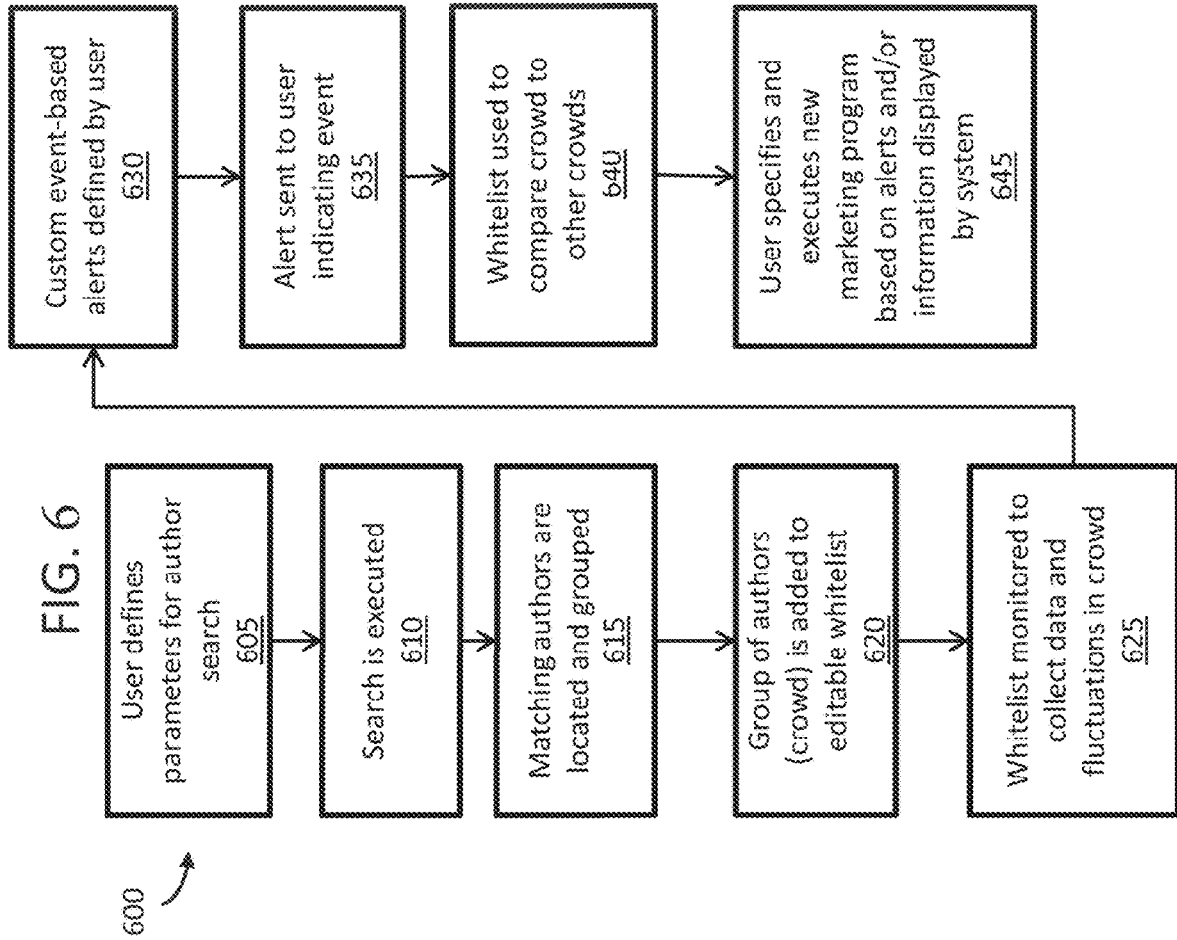 FIG. 6
600
User defines
parameters for author
search
605
Search is executed
610
Matching authors are
located and grouped
615
Group of authors
(crowd) is added to
editable whitelist
620
Whitelist monitored to
collect data and
fluctuations in crowd
625
Custom event-based
alerts defined by user
630
Alert sent to user
indicating event
635
Whitelist used to
compare crowd to
other crowds
640
User specifies and
executes new
marketing program
based on alerts and/or
information displayed
by system
645